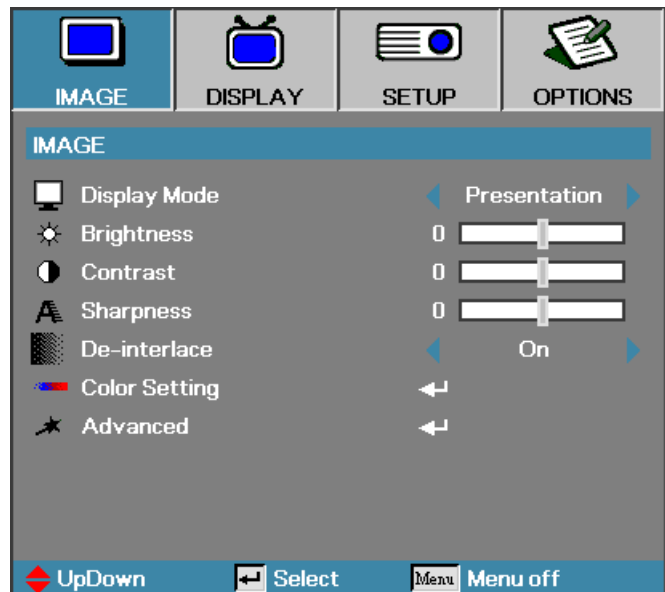 IMAGE DISPLAY SETUP OPTIONS
IMAGE
Display Mode Presentation
Brightness 0
Contrast 0
Sharpness 0
De-interlace On
Color Setting
Advanced
UpDown Select Menu Menu off